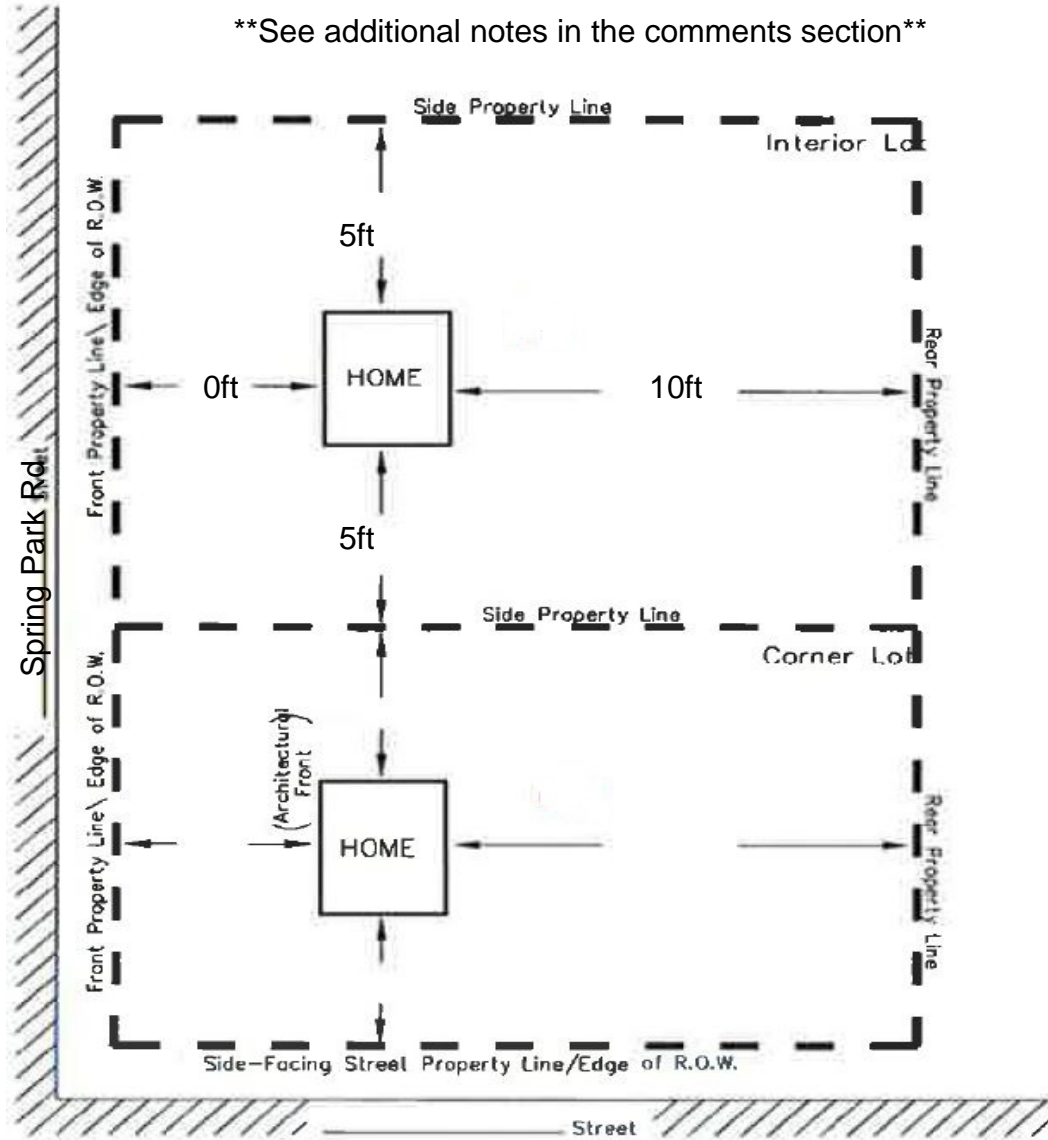 **See additional notes in the comments section**
Side Property Line
Interior Lot
Front Property Line\ Edge of R.O.W.
5ft
HOME
0ft
10ft
Rear Property Line
Spring Park Rd
5ft
Side Property Line
Corner Lot
Front Property Line\ Edge of R.O.W.
(Architectural
Front )
HOME
Rear Property Line
Side-Facing Street Property Line/Edge of R.O.W.
Street